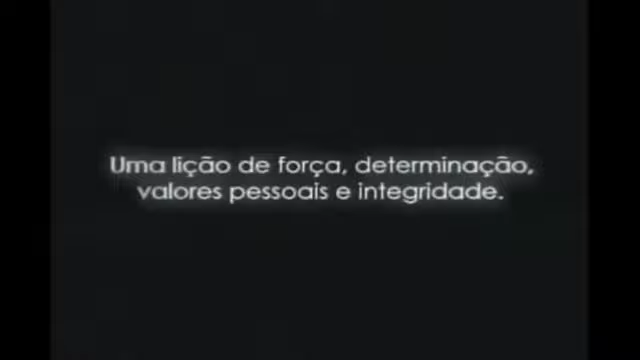 Uma lição de força, determinação,
valores pessoais e integridade.